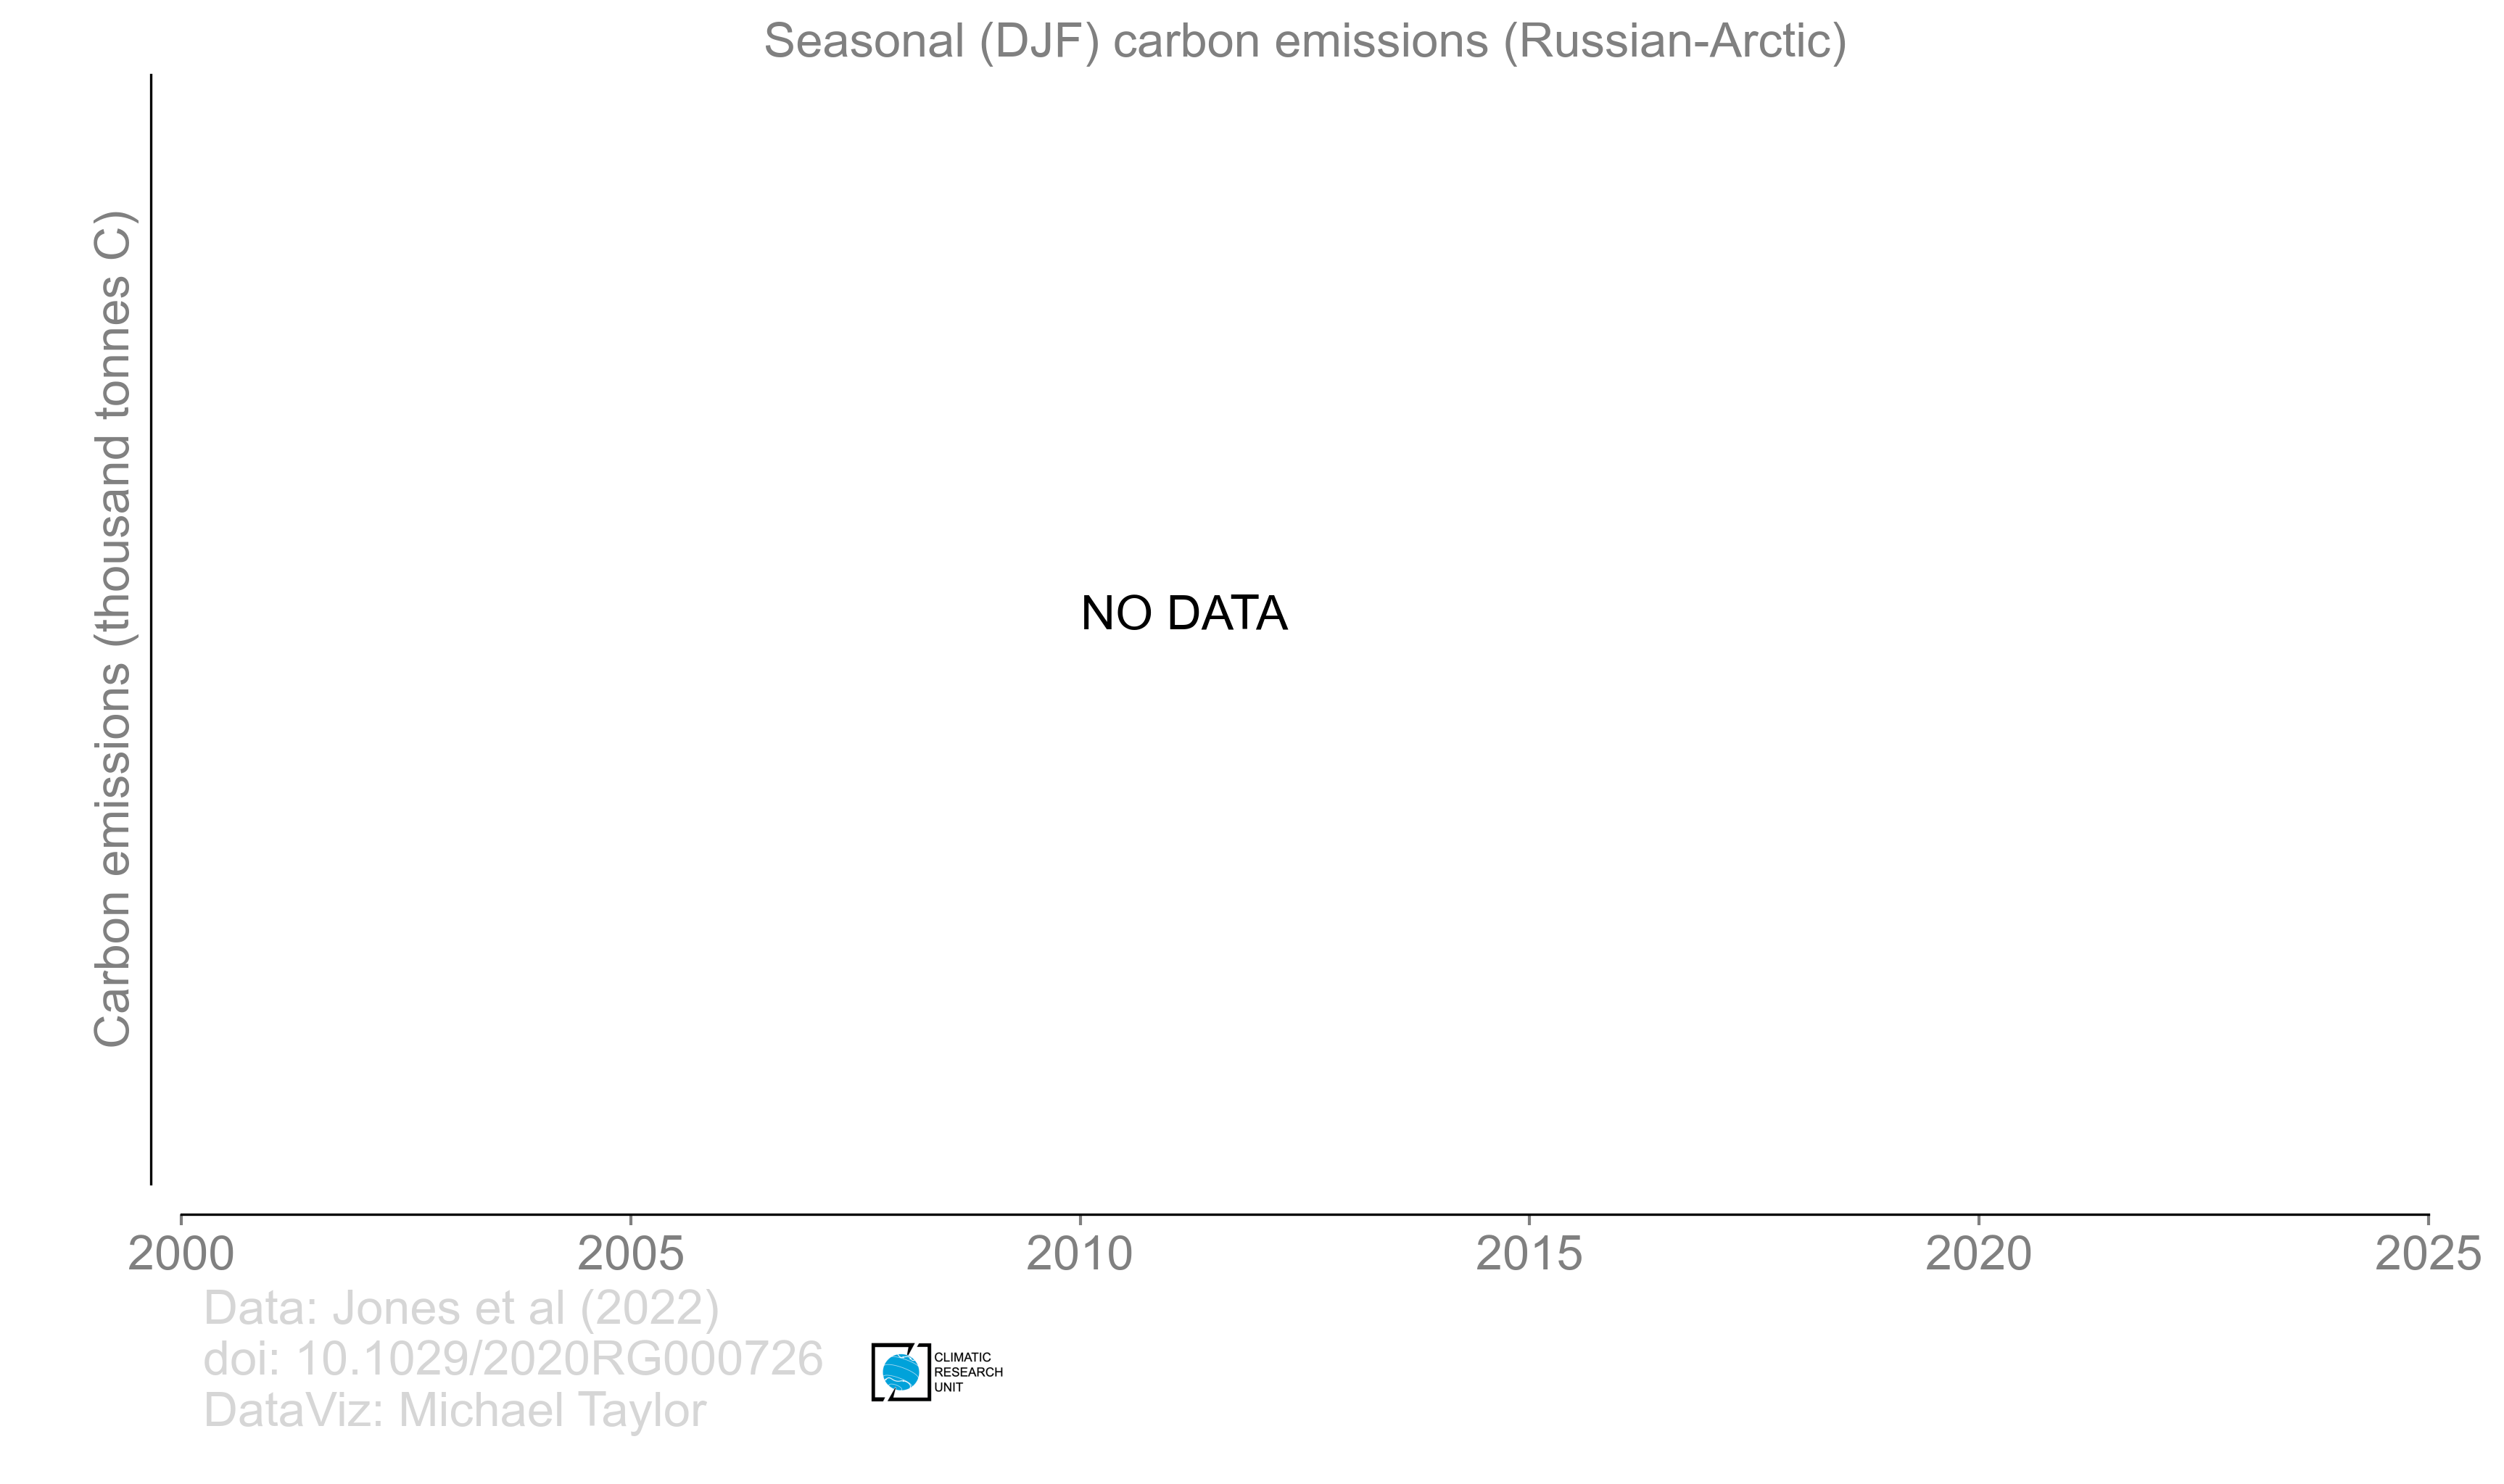 Seasonal (DJF) carbon emissions (Russian-Arctic)
Carbon emissions (thousand tonnes C)
NO DATA
2000 2005 2010 2015 2020 2025
Data: Jones et al (2022)
doi: 10.1029/2020RG000726
DataViz: Michael Taylor
CLIMATIC
RESEARCH
UNIT